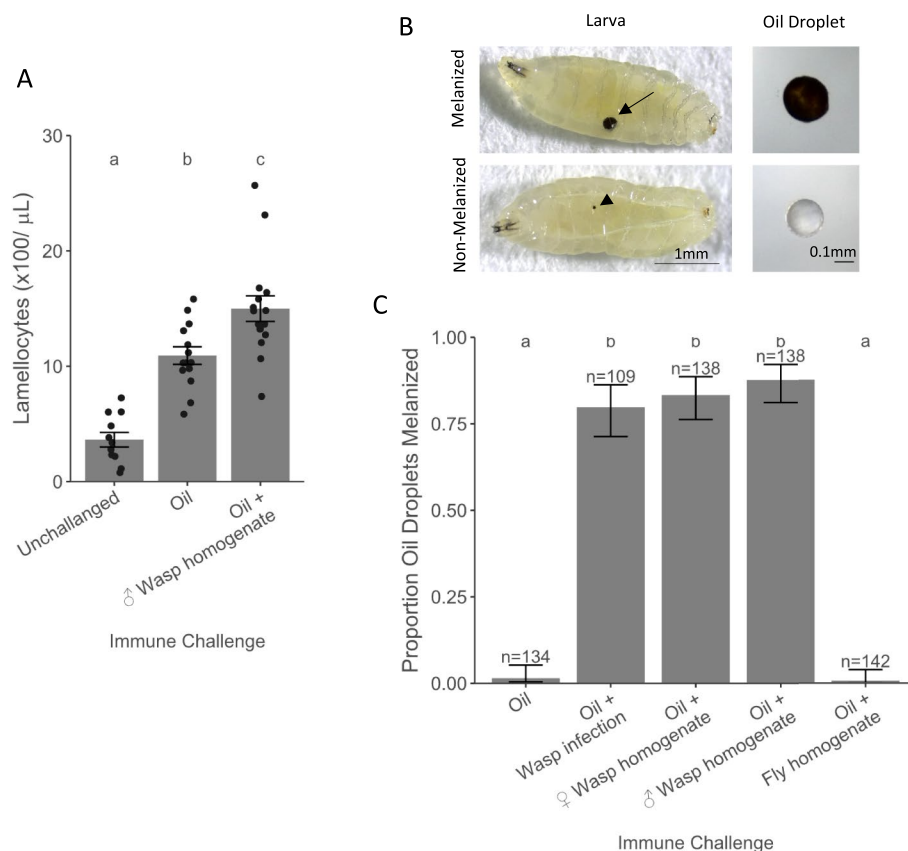 A
Lamellocytes (x100/ μL)
30
20
10
0
a
b
c
Unchallanged
Oil
Oil +
♂ Wasp homogenate
Immune Challenge
B
Larva
Oil Droplet
Melanized
Non-Melanized
1mm
0.1mm
C
Proportion Oil Droplets Melanized
1.00
0.75
0.50
0.25
0.00
a
b
b
b
a
n=134
n=109
n=138
n=138
n=142
Oil
Oil +
Wasp infection
Oil +
♀ Wasp homogenate
Oil +
♂ Wasp homogenate
Oil +
Fly homogenate
Immune Challenge